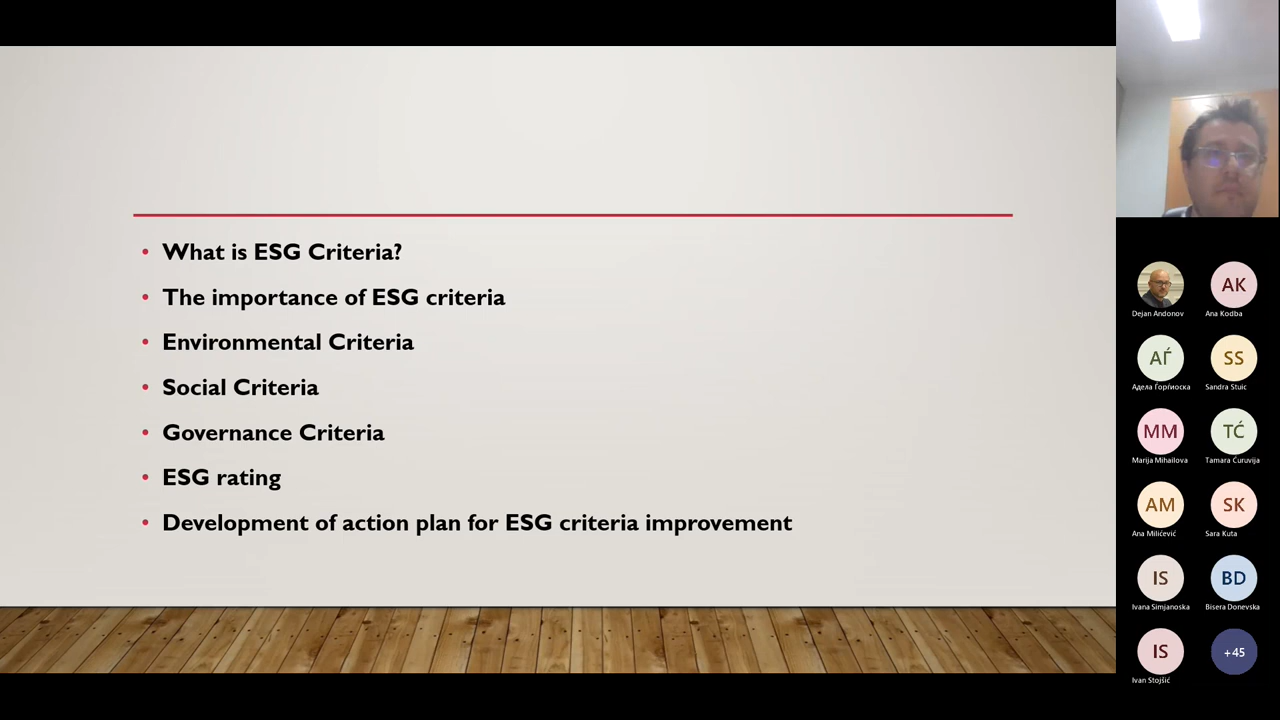 What is ESG Criteria?
The importance of ESG criteria
Environmental Criteria
Social Criteria
Governance Criteria
ESG rating
Development of action plan for ESG criteria improvement
Dejan Andonov
AK
Ana Kodba
АЃ
Адела Ѓорѓиоска
SS
Sandra Stuic
MM
Marija Mihailova
TĆ
Tamara Ćuruvija
AM
Ana Milićević
SK
Sara Kuta
IS
Ivana Simjanoska
BD
Bisera Donevska
IS
Ivan Stojšić
+45